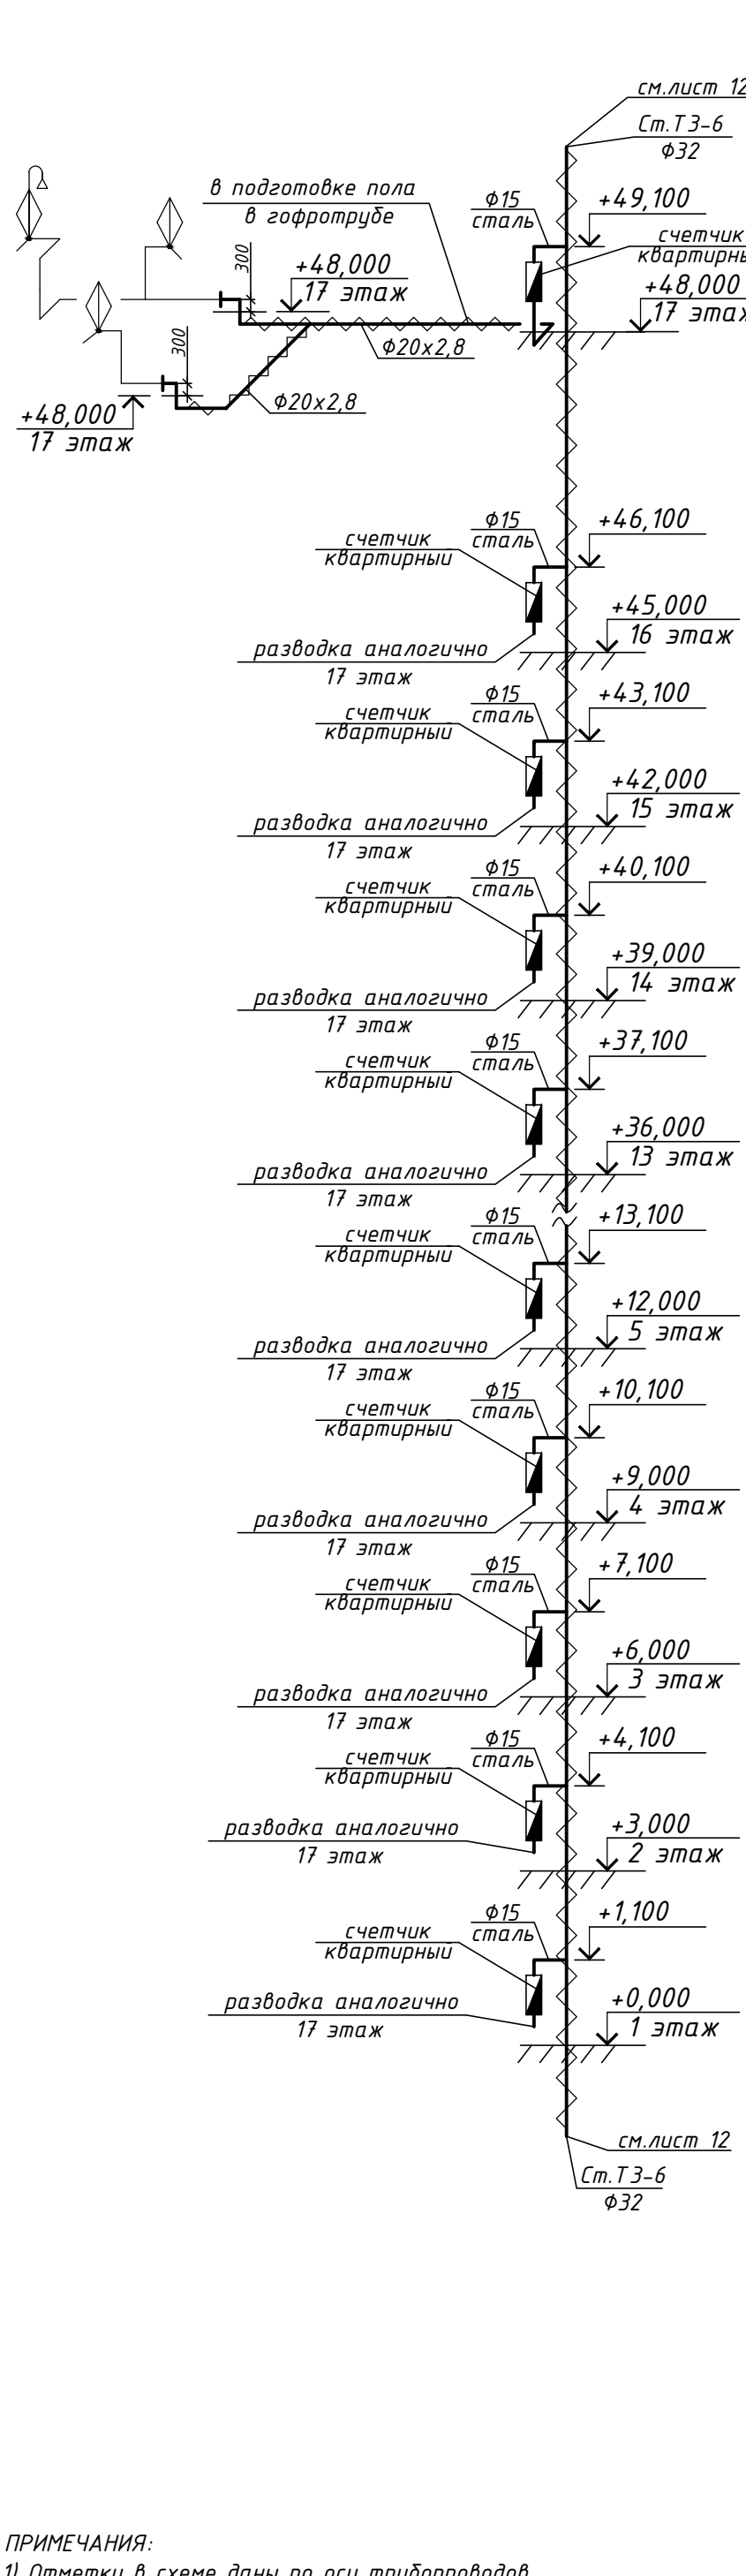 см.лист 12
Ст.Т3-6
Ф32
в подготовке пола
в гофротрубе
Ф15
сталь
+49,100
счетчик
300
+48,000
17 этаж
+48,000
17
Ф20х2,8
300
Ф20х2,8
+48,000
17 этаж
счетчик
квартирный
Ф15
сталь
+46,100
+45,000
16 этаж
разводка аналогично
17 этаж
счетчик
квартирный
Ф15
сталь
+43,100
+42,000
15 этаж
разводка аналогично
17 этаж
счетчик
квартирный
Ф15
сталь
+40,100
+39,000
14 этаж
разводка аналогично
17 этаж
счетчик
квартирный
Ф15
сталь
+37,100
+36,000
13 этаж
разводка аналогично
17 этаж
счетчик
квартирный
Ф15
сталь
+13,100
+12,000
5 этаж
разводка аналогично
17 этаж
счетчик
квартирный
Ф15
сталь
+10,100
+9,000
4 этаж
разводка аналогично
17 этаж
счетчик
квартирный
Ф15
сталь
+7,100
+6,000
3 этаж
разводка аналогично
17 этаж
счетчик
квартирный
Ф15
сталь
+4,100
+3,000
2 этаж
разводка аналогично
17 этаж
счетчик
квартирный
Ф15
сталь
+1,100
+0,000
1 этаж
разводка аналогично
17 этаж
см.лист 12
Ст.Т3-6
Ф32
ПРИМЕЧАНИЯ:
1) Отметки в схеме даны по оси трубопроводов